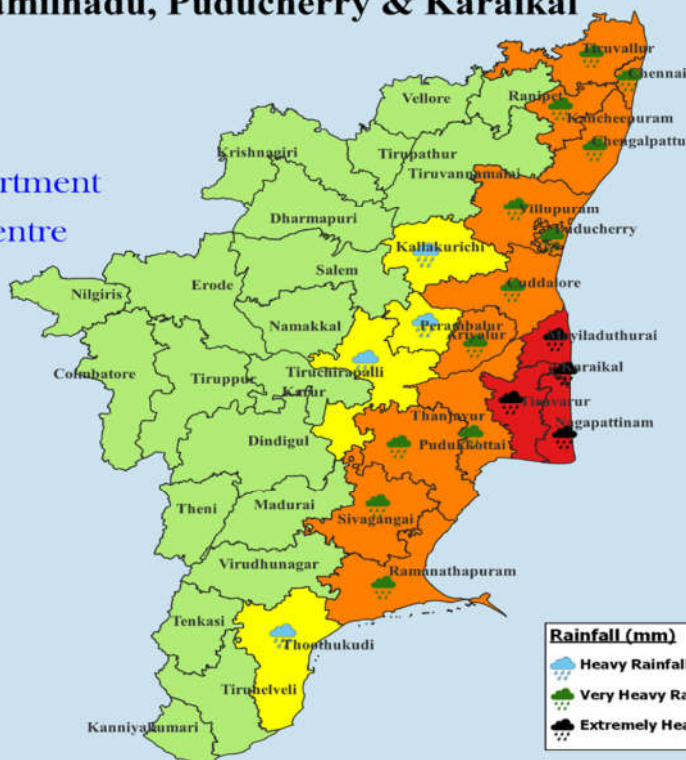 amilnadu, Puducherry & Karaikal
rtment
entre
Tiruvallur
Chennai
Vellore
Ranipet
Kancheepuram
Chengalpattu
Krishnagiri
Tirupathur
Tiruvannamalai
Villupuram
Puducherry
Dharmapuri
Kallakurichi
Salem
Erode
Cuddalore
Nilgiris
Namakkal
Perambalur
Ariyalur
Mayiladuthurai
Karaikal
Coimbatore
Tiruppur
Tiruchirapalli
Karur
Tiruvarur
Thanjavur
Nagapattinam
Dindigul
Pudukkottai
Theni
Madurai
Sivagangai
Virudhunagar
Ramanathapuram
Tenkasi
Thoothukudi
Tirunelveli
Kanniyakumari
Rainfall (mm)
Heavy Rainfall
Very Heavy Ra
Extremely Hea